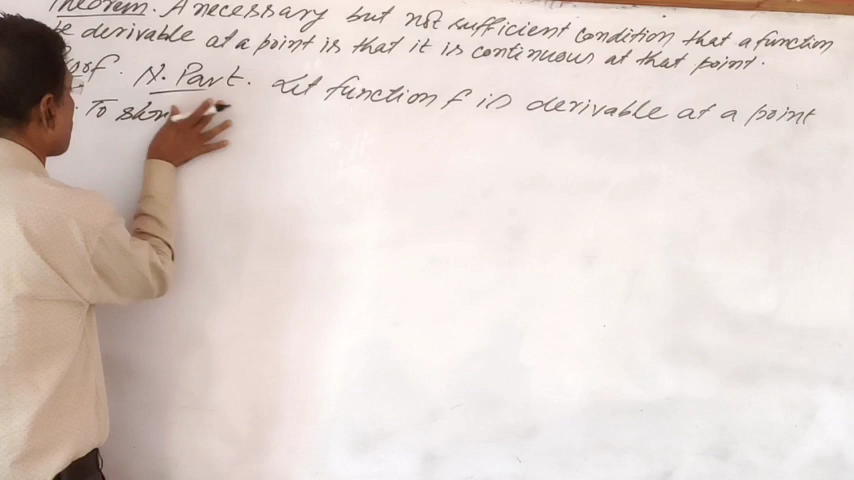 Theorem. A necessary but not sufficient condition that a function
be derivable at a point is that it is continuous at that point.
Proof. N. Part. Let function f is derivable at a point
To show